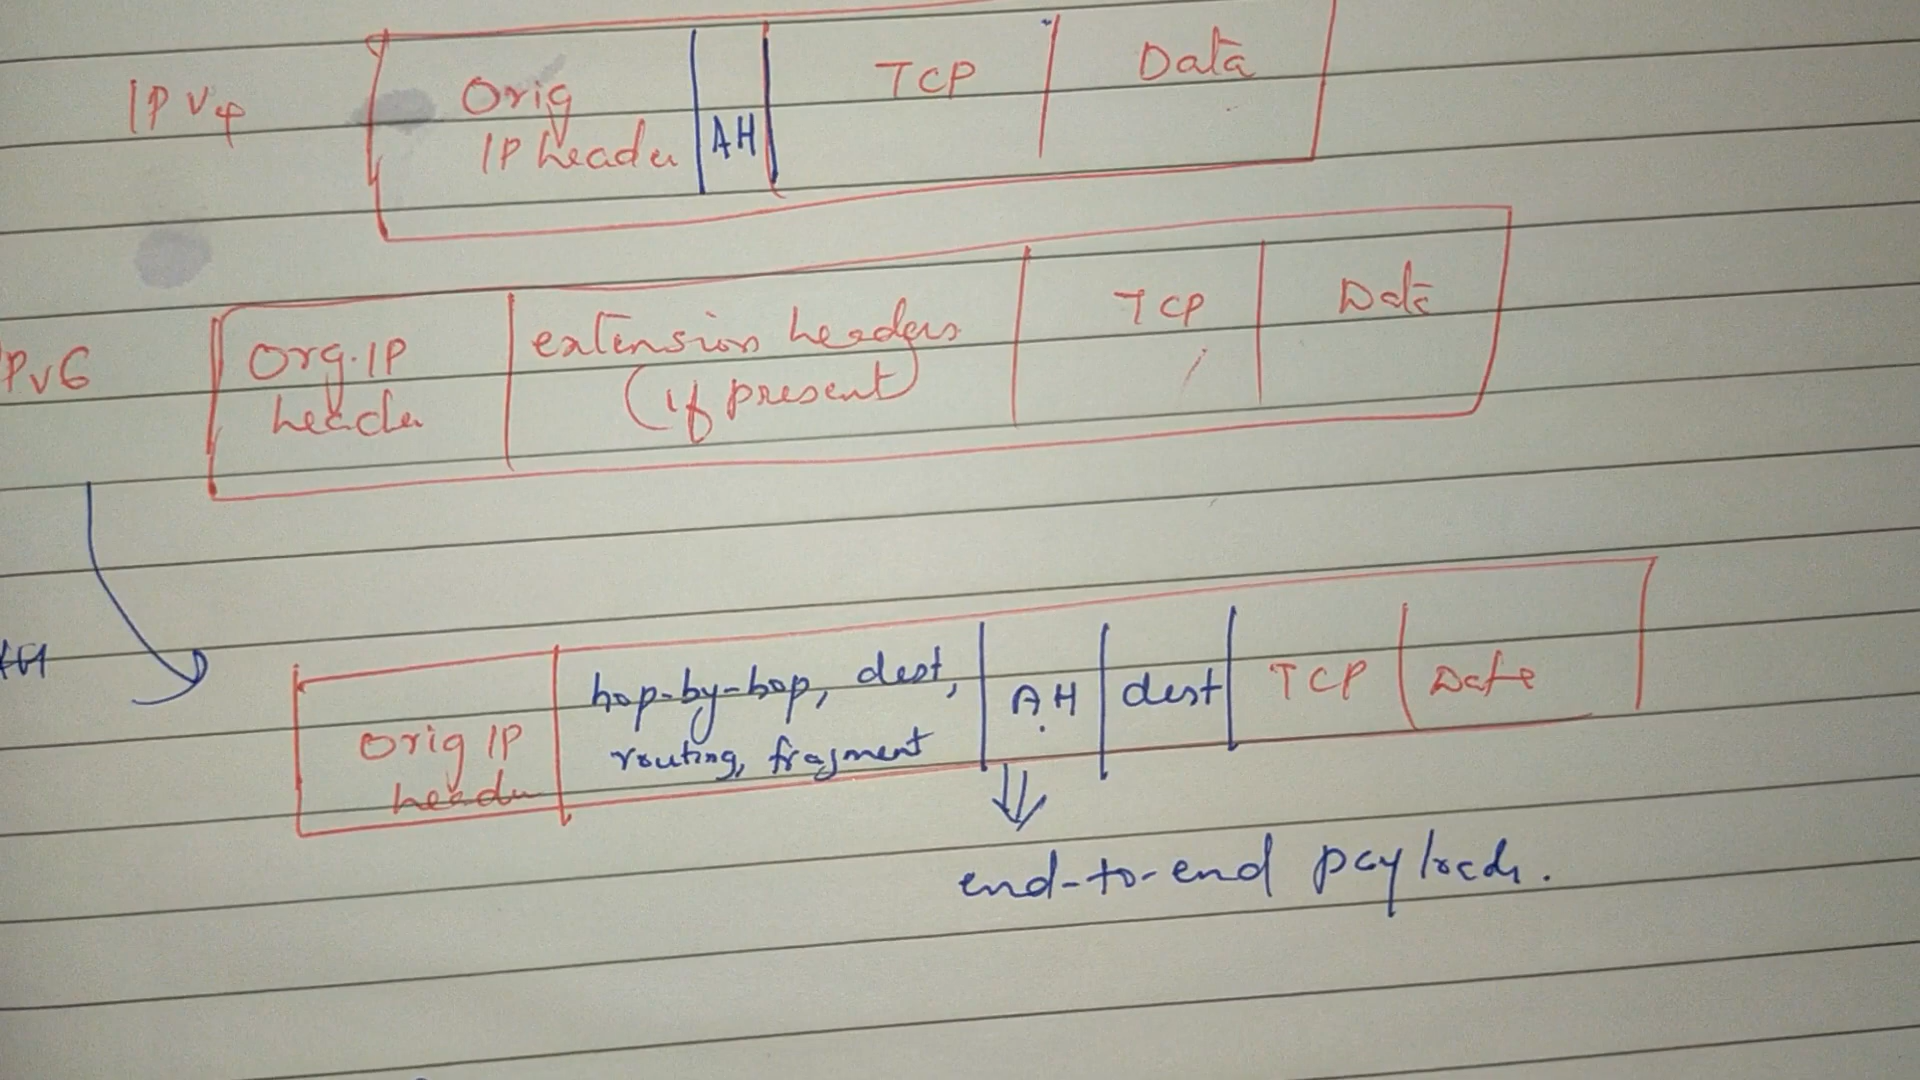 IPv4
Orig
IP header
AH
TCP
Data
Pv6
Org.IP
header
extension headers
(if present)
TCP
Data
Orig IP
header
hop-by-hop, dest,
routing, fragment
AH
dest
TCP
Data
end-to-end payloads.